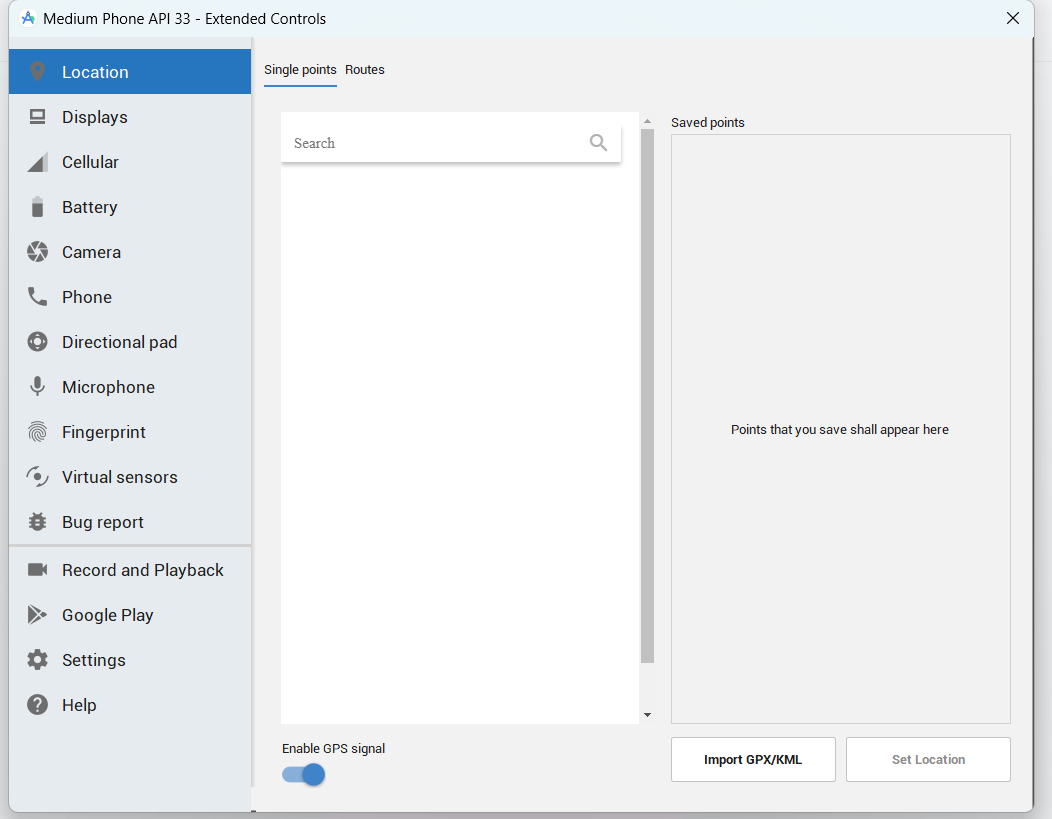 Medium Phone API 33 - Extended Controls
Location
Displays
Cellular
Battery
Camera
Phone
Directional pad
Microphone
Fingerprint
Virtual sensors
Bug report
Record and Playback
Google Play
Settings
Help
Single points Routes
Search
Enable GPS signal
Saved points
Points that you save shall appear here
Import GPX/KML
Set Location